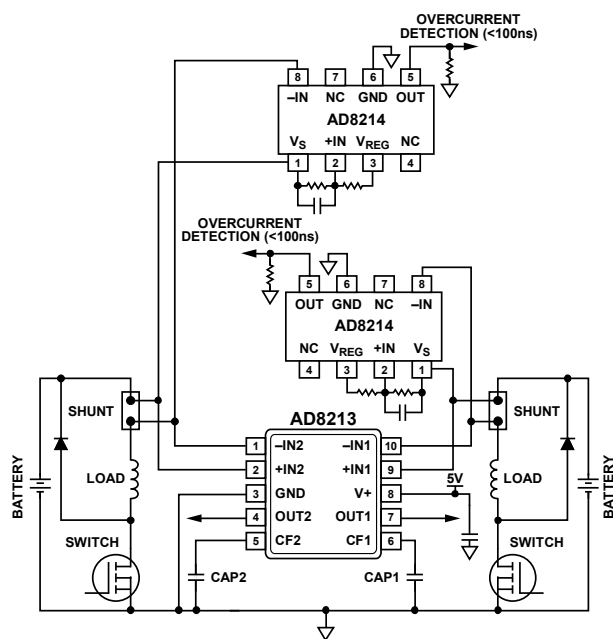 OVERCURRENT
DETECTION (<100ns)
8 7 6 5
–IN NC GND OUT
AD8214
VS +IN VREG NC
1 2 3 4
OVERCURRENT
DETECTION (<100ns)
5 6 7 8
OUT GND NC –IN
AD8214
NC VREG +IN VS
4 3 2 1
SHUNT
LOAD
BATTERY
SWITCH
AD8213
1 –IN2 –IN1 10
2 +IN2 +IN1 9
3 GND V+ 8
4 OUT2 OUT1 7
5 CF2 CF1 6
5V
CAP2
CAP1
SHUNT
LOAD
BATTERY
SWITCH